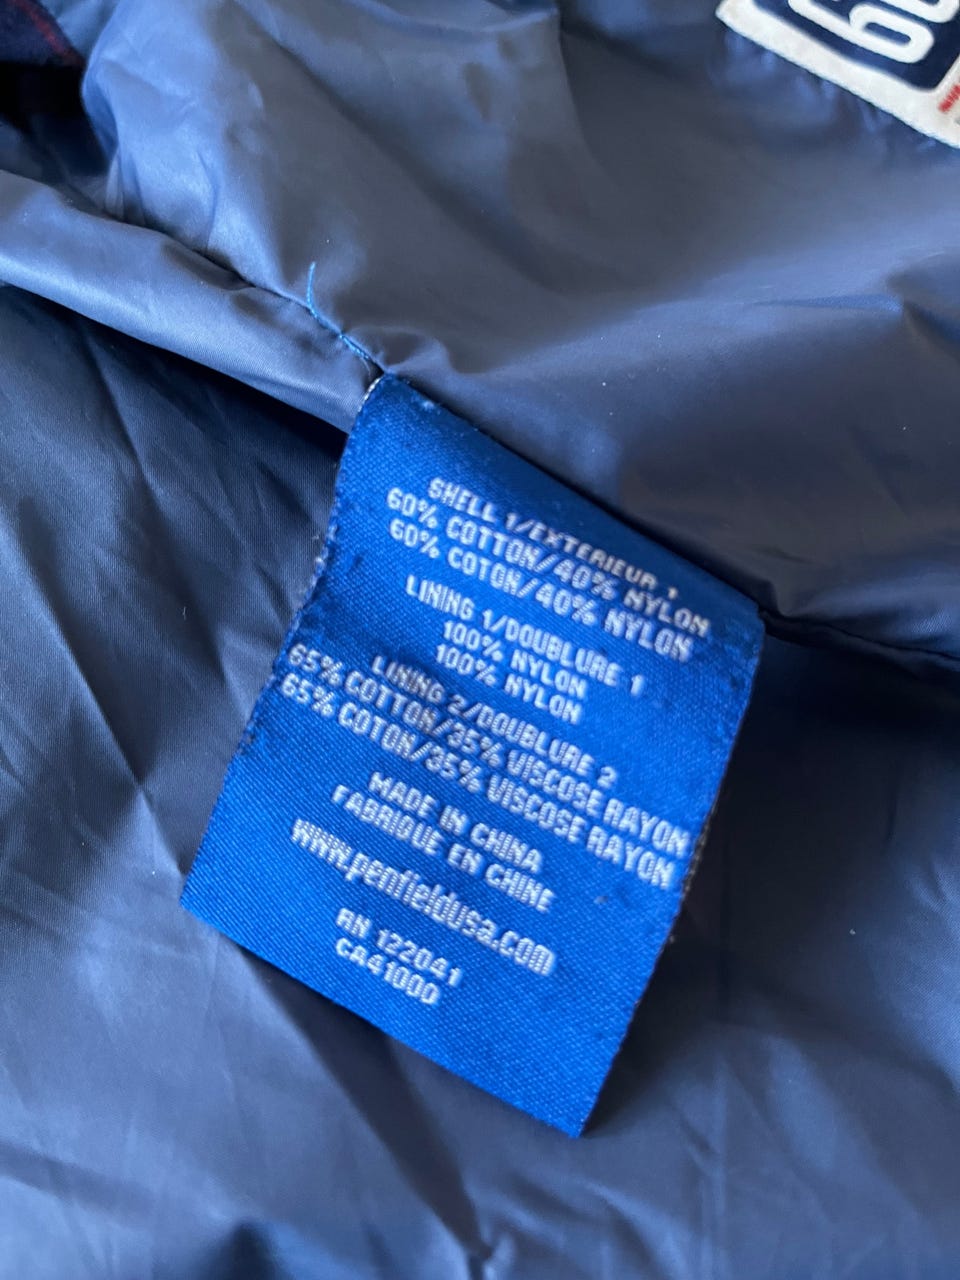 60
SHELL 1/EXTERIEUR 1
60% COTTON/40% NYLON
60% COTON/40% NYLON
LINING 1/DOUBLURE 1
100% NYLON
100% NYLON
LINING 2/DOUBLURE 2
65% COTTON/35% VISCOSE RAYON
65% COTON/35% VISCOSE RAYON
MADE IN CHINA
FABRIQUE EN CHINE
www.penfieldusa.com
RN 122041
CA41000